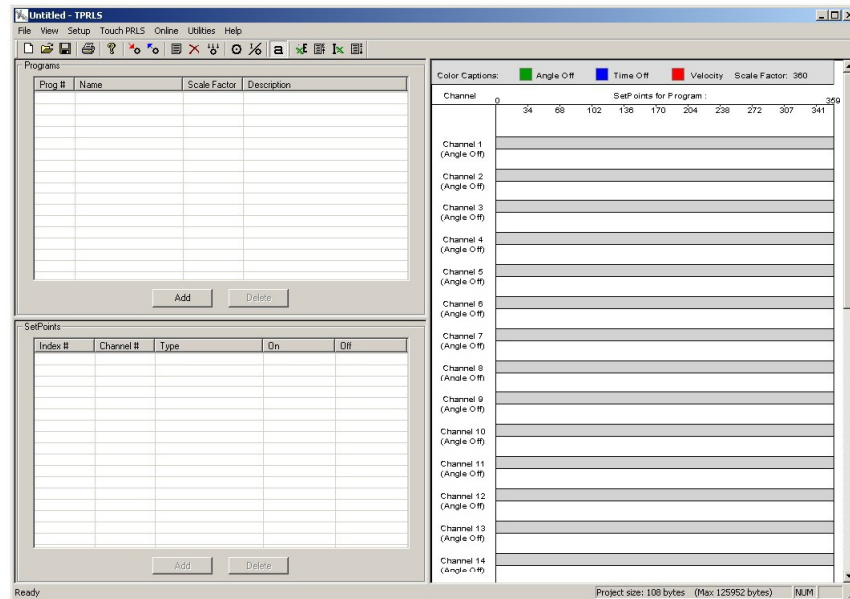 Untitled - TPRLS
File View Setup Touch PRLS Online Utilities Help
a
Programs
Prog # Name Scale Factor Description
Add Delete
SetPoints
Index # Channel # Type On Off
Add Delete
Color Captions: Angle Off Time Off Velocity Scale Factor: 360
Channel SetPoints for Program :
0 359
34 68 102 136 170 204 238 272 307 341
Channel 1
(Angle Off)
Channel 2
(Angle Off)
Channel 3
(Angle Off)
Channel 4
(Angle Off)
Channel 5
(Angle Off)
Channel 6
(Angle Off)
Channel 7
(Angle Off)
Channel 8
(Angle Off)
Channel 9
(Angle Off)
Channel 10
(Angle Off)
Channel 11
(Angle Off)
Channel 12
(Angle Off)
Channel 13
(Angle Off)
Channel 14
(Angle Off)
Ready Project size: 108 bytes (Max 125952 bytes) NUM